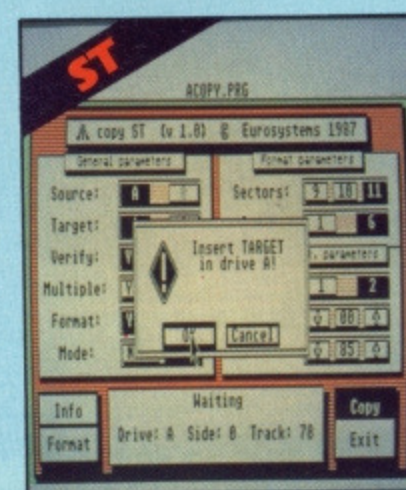 ST
ACOPY.PRG
A copy ST (v 1.0) © Eurosystems 1987
General parameters
Format parameters
Source: A
Sectors: 9 10 11
Target:
1 6
Insert TARGET
in drive A!
Verify:
parameters
Multiple:
1 2
Format:
00
OK Cancel
Mode:
85
Info
Waiting
Copy
Format
Drive: A Side: 0 Track: 78
Exit